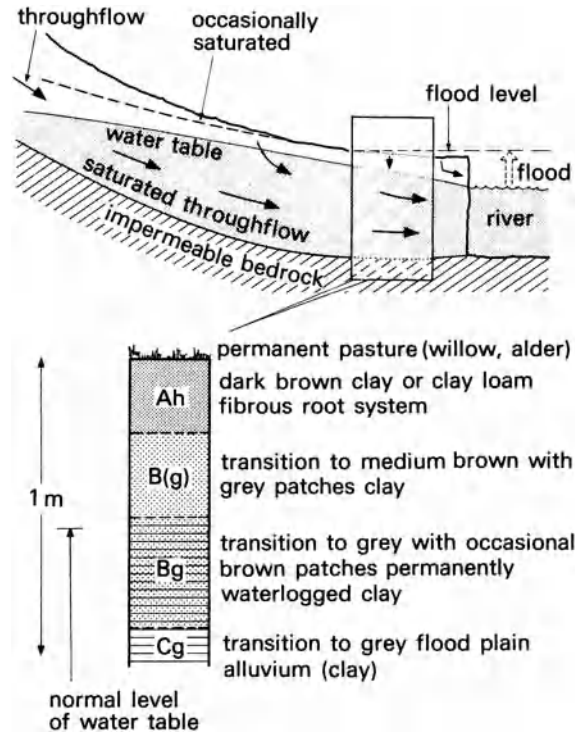 throughflow
occasionally
saturated
flood level
water table
saturated throughflow
impermeable bedrock
flood
river
permanent pasture (willow, alder)
Ah
dark brown clay or clay loam
fibrous root system
B(g)
transition to medium brown with
grey patches clay
1 m
Bg
transition to grey with occasional
brown patches permanently
waterlogged clay
Cg
transition to grey flood plain
alluvium (clay)
normal level
of water table